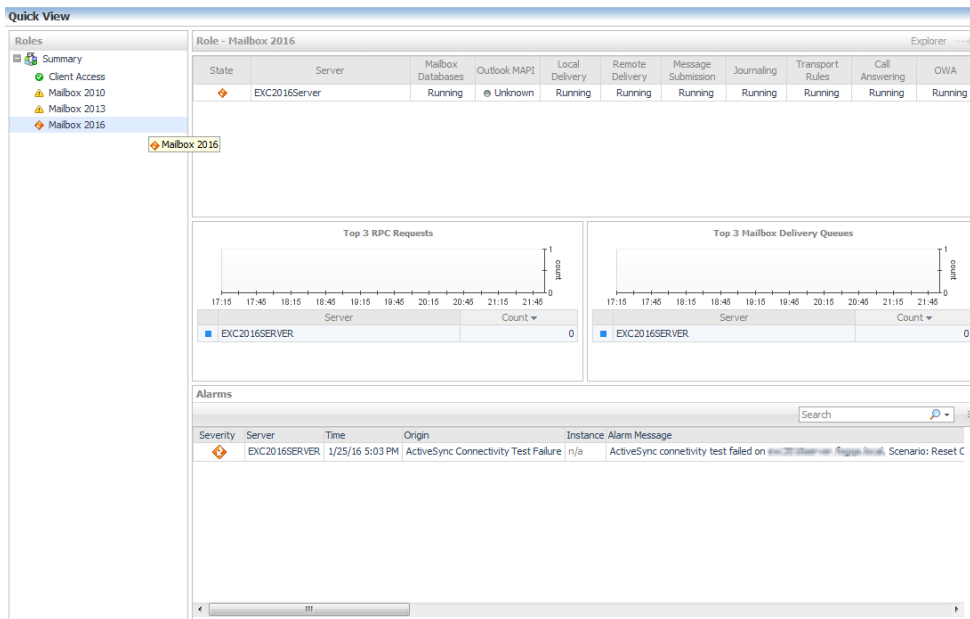 Quick View
Roles
Summary
Client Access
Mailbox 2010
Mailbox 2013
Mailbox 2016
Mailbox 2016
Role - Mailbox 2016 Explorer
State Server Mailbox Databases Outlook MAPI Local Delivery Remote Delivery Message Submission Journaling Transport Rules Call Answering OWA
EXC2016Server Running Unknown Running Running Running Running Running Running Running
Top 3 RPC Requests
1
count
0
17:15 17:45 18:15 18:45 19:15 19:45 20:15 20:45 21:15 21:45
Server Count
EXC2016SERVER 0
Top 3 Mailbox Delivery Queues
1
count
0
17:15 17:45 18:15 18:45 19:15 19:45 20:15 20:45 21:15 21:45
Server Count
EXC2016SERVER 0
Alarms
Search
Severity Server Time Origin Instance Alarm Message
EXC2016SERVER 1/25/16 5:03 PM ActiveSync Connectivity Test Failure n/a ActiveSync connetivity test failed on Scenario: Reset C